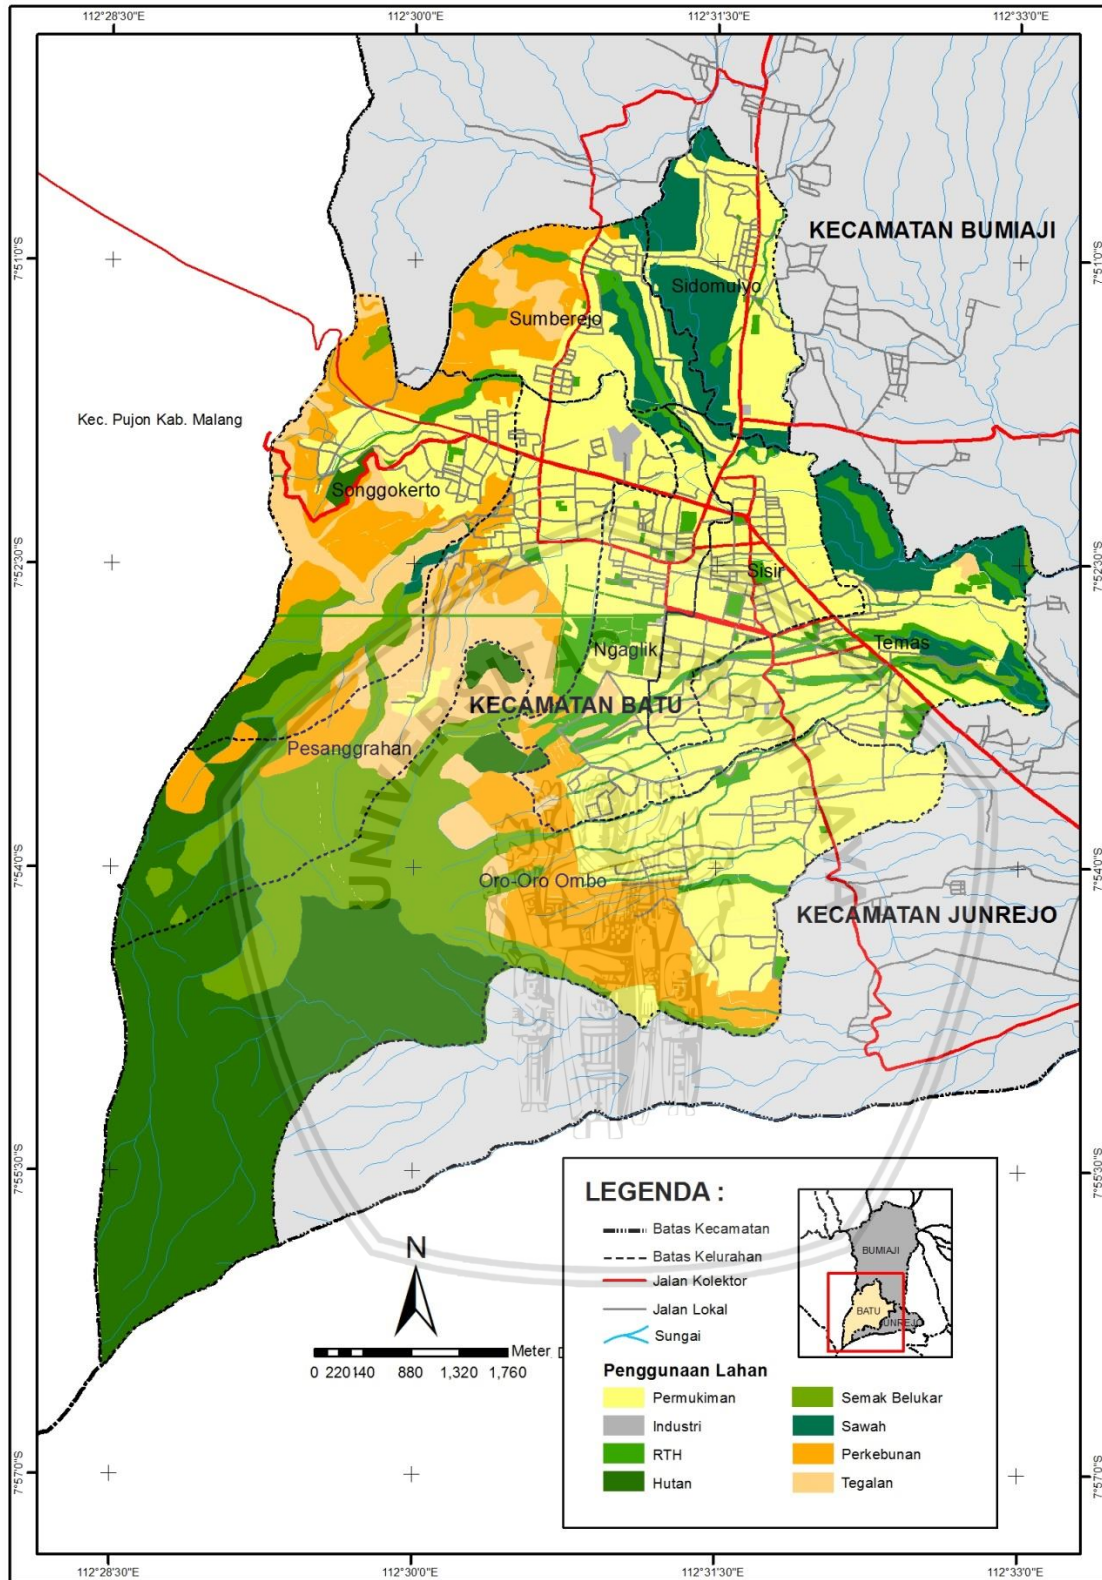 112°28'30"E 112°30'0"E 112°31'30"E 112°33'0"E
7°51'0"S 7°51'0"S
KECAMATAN BUMIAJI
Sidomulyo
Sumberejo
Kec. Pujon Kab. Malang
Songgokerto
7°52'30"S 7°52'30"S
Sisir
Temas
Ngaglik
KECAMATAN BATU
Pesanggrahan
UNIVERSITAS BRAWIJAYA
7°54'0"S 7°54'0"S
Oro-Oro Ombo
KECAMATAN JUNREJO
7°55'30"S 7°55'30"S
N
Meter
0 220140 880 1,320 1,760
LEGENDA :
Batas Kecamatan
Batas Kelurahan
Jalan Kolektor
Jalan Lokal
Sungai
BUMIAJI
BATU
JUNREJO
Penggunaan Lahan
Permukiman
Industri
RTH
Hutan
Semak Belukar
Sawah
Perkebunan
Tegalan
7°57'0"S 7°57'0"S
112°28'30"E 112°30'0"E 112°31'30"E 112°33'0"E